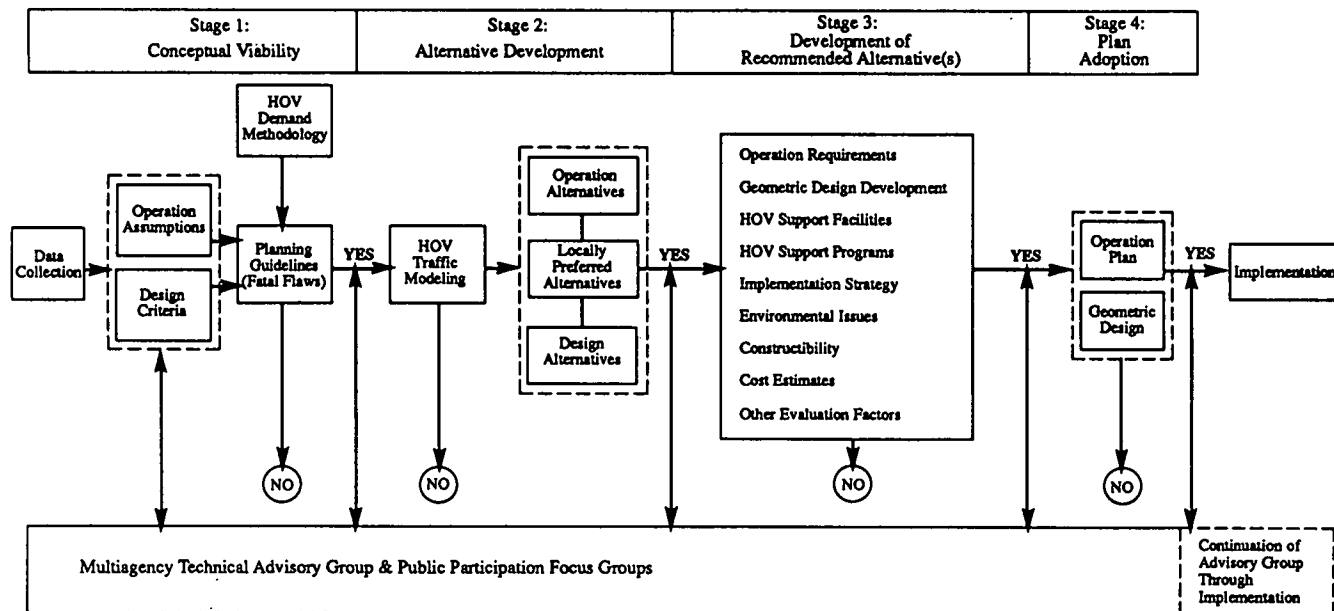 Stage 1:
Conceptual Viability
Stage 2:
Alternative Development
Stage 3:
Development of
Recommended Alternative(s)
Stage 4:
Plan
Adoption
HOV
Demand
Methodology
Data
Collection
Operation
Assumptions
Design
Criteria
Planning
Guidelines
(Fatal Flaws)
YES
NO
HOV
Traffic
Modeling
NO
Operation
Alternatives
Locally
Preferred
Alternatives
Design
Alternatives
YES
Operation Requirements
Geometric Design Development
HOV Support Facilities
HOV Support Programs
Implementation Strategy
Environmental Issues
Constructibility
Cost Estimates
Other Evaluation Factors
NO
YES
Operation
Plan
Geometric
Design
NO
YES
Implementation
Multiagency Technical Advisory Group & Public Participation Focus Groups
Continuation of
Advisory Group
Through
Implementation